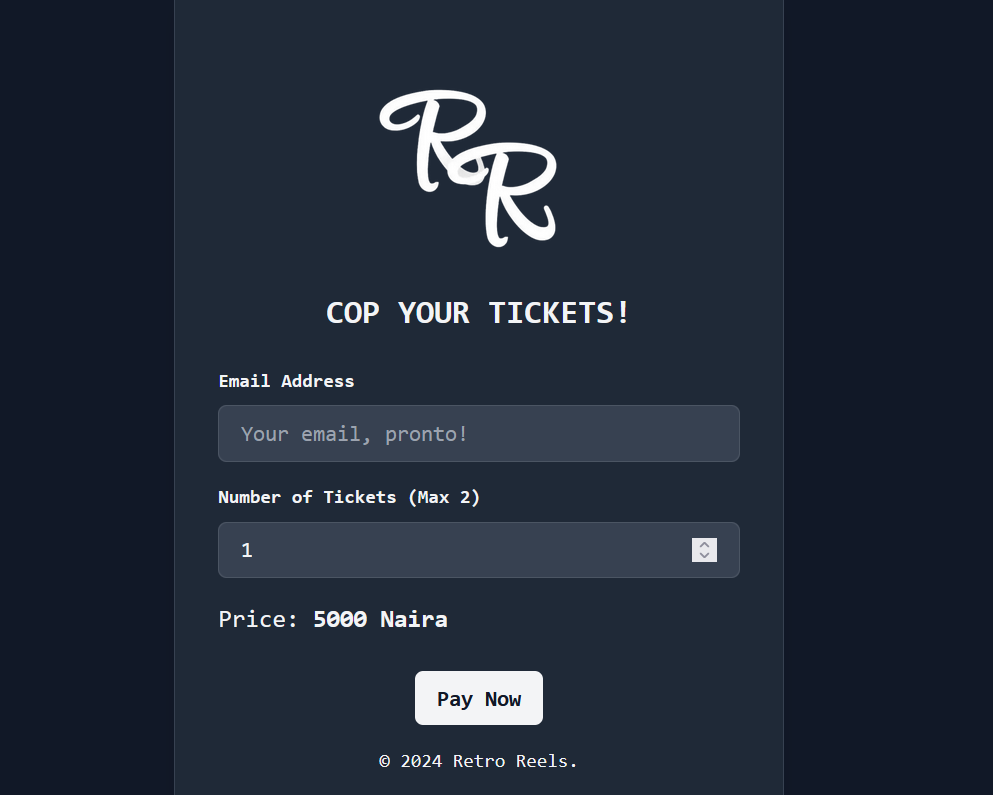 RR
COP YOUR TICKETS!
Email Address
Your email, pronto!
Number of Tickets (Max 2)
1
Price: 5000 Naira
Pay Now
© 2024 Retro Reels.